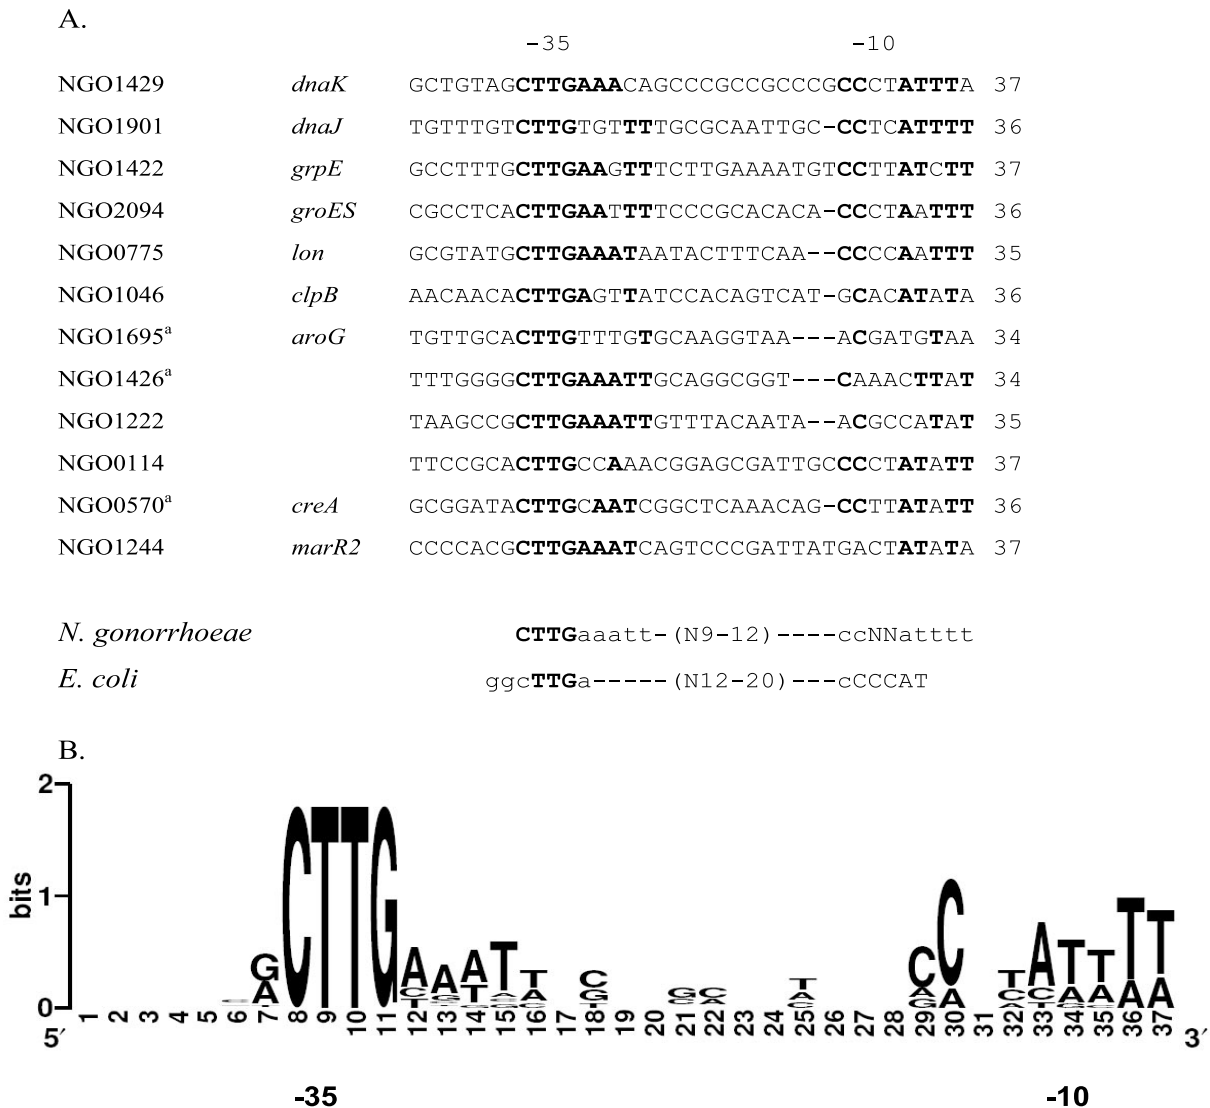 A.
-35 -10
NGO1429 dnaK GCTGTAGCTTGAAACAGCCCGCCGCCCGCCCTATTTA 37
NGO1901 dnaJ TGTTTGTCTTGTGTTTTGCGCAATTGC-CCTCATTTT 36
NGO1422 grpE GCCTTTGCTTGAAGTTTCTTGAAAATGTCCTTATCTT 37
NGO2094 groES CGCCTCACTTGAATTTTCCCGCACACA-CCCTAATTT 36
NGO0775 lon GCGTATGCTTGAAATAATACTTTCAA--CCCCAATTT 35
NGO1046 clpB AACAACACTTGAGTTATCCACAGTCAT-GCACATATA 36
NGO1695a aroG TGTTGCACTTGTTTGTGCAAGGTAA---ACGATGTAA 34
NGO1426a TTTGGGGCTTGAAATTGCAGGCGGT---CAAACTTAT 34
NGO1222 TAAGCCGCTTGAAATTGTTTACAATA--ACGCCATAT 35
NGO0114 TTCCGCACTTGCCAAACGGAGCGATTGCCCCTATATT 37
NGO0570a creA GCGGATACTTGCAATCGGCTCAAACAG-CCTTATATT 36
NGO1244 marR2 CCCCACGCTTGAAATCAGTCCCGATTATGACTATATA 37
N. gonorrhoeae CTTGaaatt-(N9-12)----ccNNatttt
E. coli ggcTTGa-----(N12-20)---cCCCAT
B.
2
bits
1
0
5′ 1 2 3 4 5 6 7 8 9 10 11 12 13 14 15 16 17 18 19 20 21 22 23 24 25 26 27 28 29 30 31 32 33 34 35 36 37 3′
-35 -10